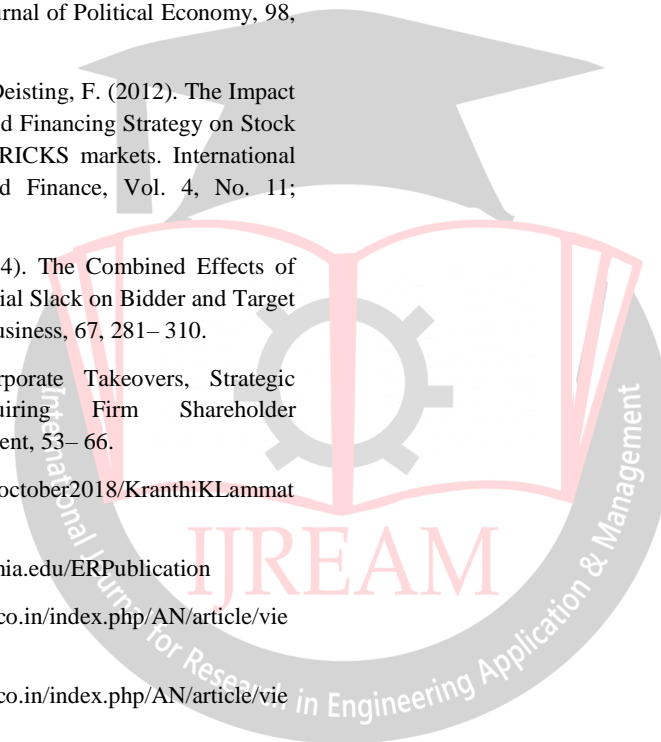 urnal of Political Economy, 98,
Deisting, F. (2012). The Impact
d Financing Strategy on Stock
RICKS markets. International
d Finance, Vol. 4, No. 11;
4). The Combined Effects of
ial Slack on Bidder and Target
usiness, 67, 281– 310.
rporate Takeovers, Strategic
uiring Firm Shareholder
ent, 53– 66.
october2018/KranthiKLammat
nia.edu/ERPublication
co.in/index.php/AN/article/vie
co.in/index.php/AN/article/vie
IJREAM
International Journal for Research in Engineering Application & Management